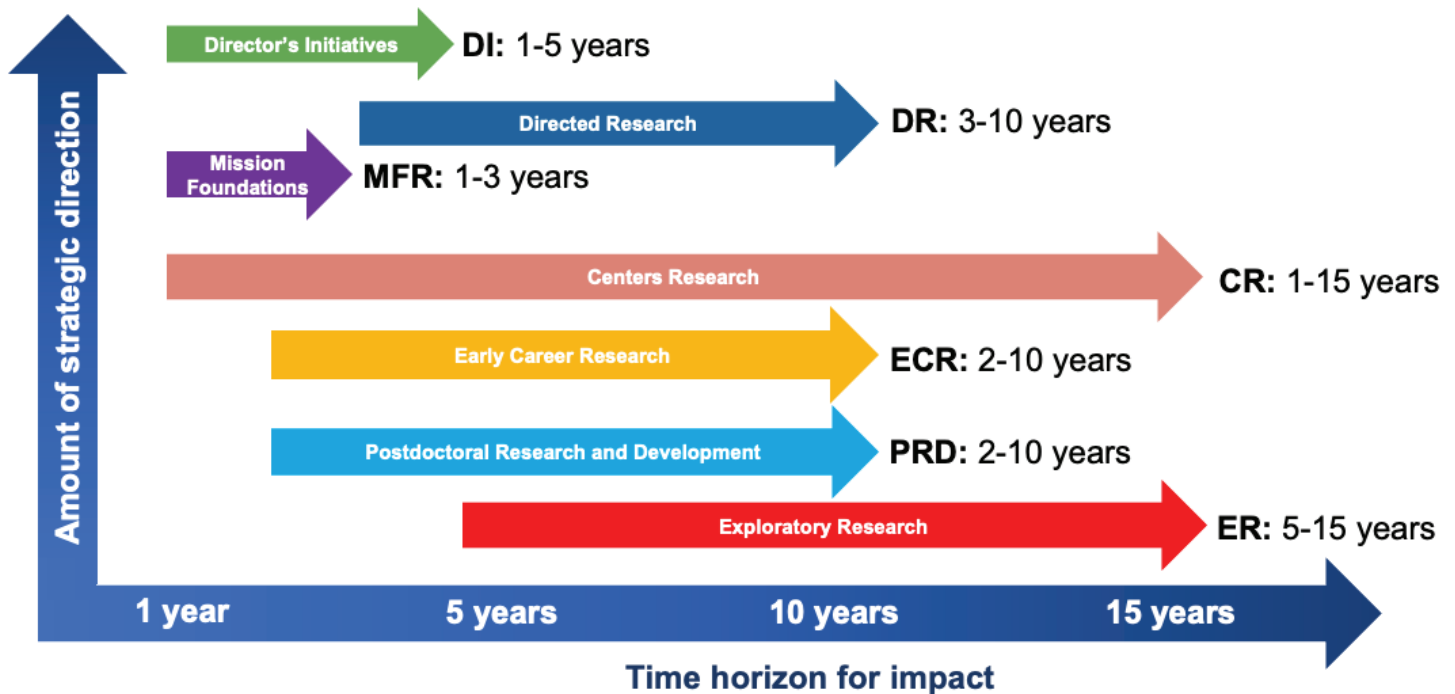 Amount of strategic direction
Director's Initiatives
DI: 1-5 years
Directed Research
DR: 3-10 years
Mission
Foundations
MFR: 1-3 years
Centers Research
CR: 1-15 years
Early Career Research
ECR: 2-10 years
Postdoctoral Research and Development
PRD: 2-10 years
Exploratory Research
ER: 5-15 years
1 year
5 years
10 years
15 years
Time horizon for impact